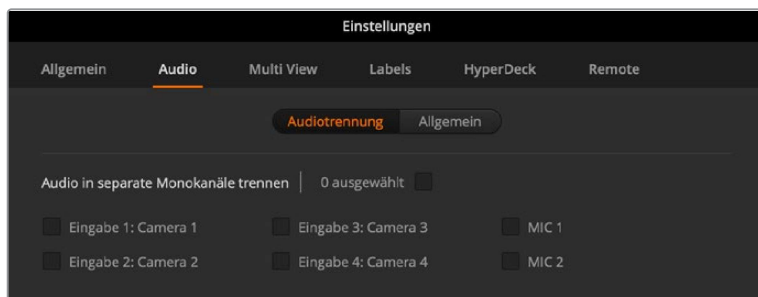 Einstellungen
Allgemein Audio Multi View Labels HyperDeck Remote
Audiotrennung Allgemein
Audio in separate Monokanäle trennen 0 ausgewählt
Eingabe 1: Camera 1 Eingabe 3: Camera 3 MIC 1
Eingabe 2: Camera 2 Eingabe 4: Camera 4 MIC 2